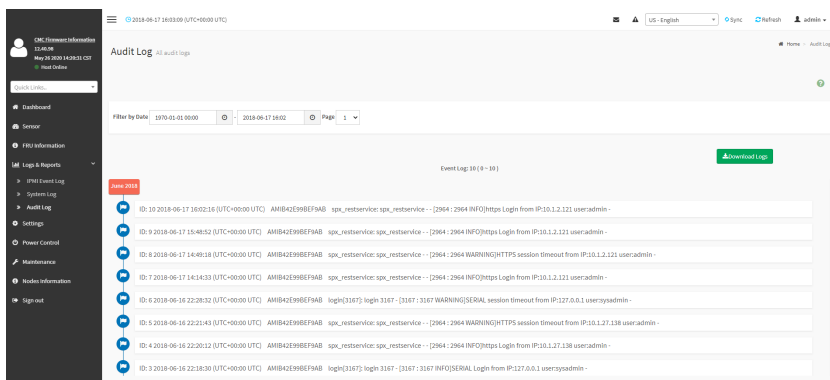 2018-06-17 16:03:09 (UTC+00:00 UTC)
US - English
Sync
Refresh
admin
CMC Firmware Information
12.40.98
May 20 2020 14:20:31 CST
Host Online
Quick Links..
Dashboard
Sensor
FRU Information
Logs & Reports
IPMI Event Log
System Log
Audit Log
Settings
Power Control
Maintenance
Nodes Information
Sign out
Audit Log All audit logs
Home - Audit Log
Filter by Date 1970-01-01 00:00 - 2018-06-17 16:02 Page 1
Download Logs
Event Log: 10 ( 0 ~ 10 )
June 2018
ID: 10 2018-06-17 16:02:16 (UTC+00:00 UTC) AMIB42E99BEF9AB spx_restservice: spx_restservice - - [2964 : 2964 INFO]https Login from IP:10.1.2.121 user:admin -
ID: 9 2018-06-17 15:48:52 (UTC+00:00 UTC) AMIB42E99BEF9AB spx_restservice: spx_restservice - - [2964 : 2964 INFO]https Login from IP:10.1.2.121 user:admin -
ID: 8 2018-06-17 14:49:18 (UTC+00:00 UTC) AMIB42E99BEF9AB spx_restservice: spx_restservice - - [2964 : 2964 WARNING]HTTPS session timeout from IP:10.1.2.121 user:admin -
ID: 7 2018-06-17 14:14:33 (UTC+00:00 UTC) AMIB42E99BEF9AB spx_restservice: spx_restservice - - [2964 : 2964 INFO]https Login from IP:10.1.2.121 user:admin -
ID: 6 2018-06-16 22:28:32 (UTC+00:00 UTC) AMIB42E99BEF9AB login[3167]: login 3167 - [3167 : 3167 WARNING]SERIAL session timeout from IP:127.0.0.1 user:sysadmin -
ID: 5 2018-06-16 22:21:43 (UTC+00:00 UTC) AMIB42E99BEF9AB spx_restservice: spx_restservice - - [2964 : 2964 WARNING]HTTPS session timeout from IP:10.1.27.138 user:admin -
ID: 4 2018-06-16 22:20:12 (UTC+00:00 UTC) AMIB42E99BEF9AB spx_restservice: spx_restservice - - [2964 : 2964 INFO]https Login from IP:10.1.27.138 user:admin -
ID: 3 2018-06-16 22:18:30 (UTC+00:00 UTC) AMIB42E99BEF9AB login[3167]: login 3167 - [3167 : 3167 INFO]SERIAL Login from IP:127.0.0.1 user:sysadmin -